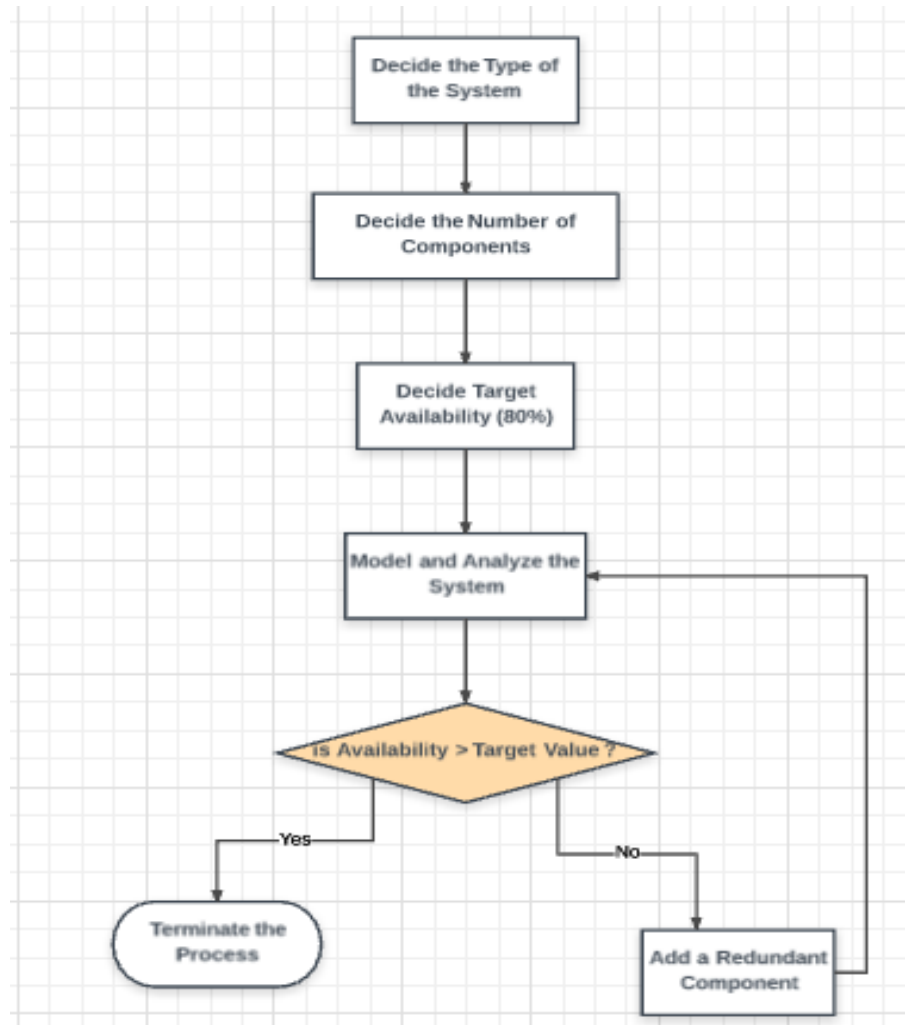 Decide the Type of
the System
Decide the Number of
Components
Decide Target
Availability (80%)
Model and Analyze the
System
is Availability > Target Value ?
Yes
No
Terminate the
Process
Add a Redundant
Component